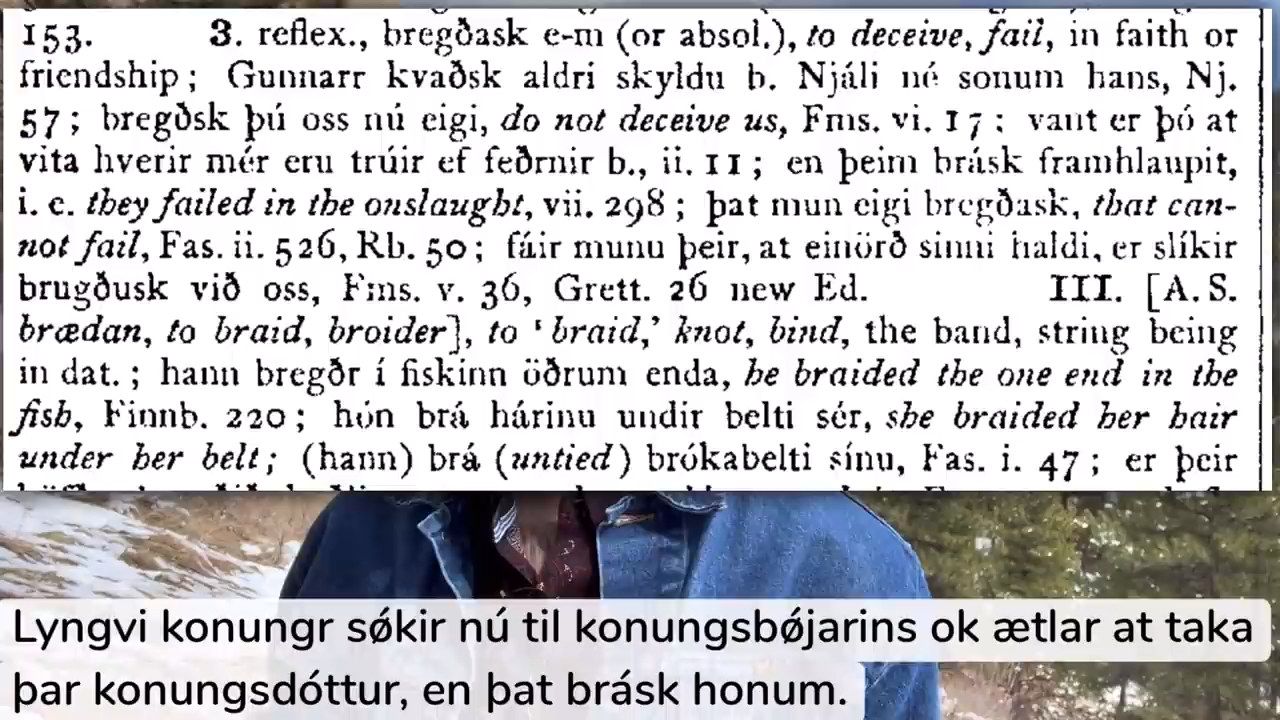 153. 3. reflex., bregðask e-m (or absol.), to deceive, fail, in faith or
friendship; Gunnarr kvaðsk aldri skyldu b. Njáli né sonum hans, Nj.
57; bregðsk þú oss nú eigi, do not deceive us, Fms. vi. 17: vant er þó at
vita hverir mér eru trúir ef feðrnir b., ii. 11; en þeim brásk framhlaupit,
i. e. they failed in the onslaught, vii. 298; þat mun eigi bregðask, that can-
not fail, Fas. ii. 526, Rb. 50; fáir munu þeir, at einörð sinni haldi, er slíkir
brugðusk við oss, Fms. v. 36, Grett. 26 new Ed. III. [A. S.
brædan, to braid, broider], to ‘braid,’ knot, bind, the band, string being
in dat.; hann bregðr í fiskinn öðrum enda, he braided the one end in the
fish, Finnb. 220; hón brá hárinu undir belti sér, she braided her hair
under her belt; (hann) brá (untied) brókabelti sínu, Fas. i. 47; er þeir
Lyngvi konungr sǿkir nú til konungsbǿjarins ok ætlar at taka
þar konungsdóttur, en þat brásk honum.